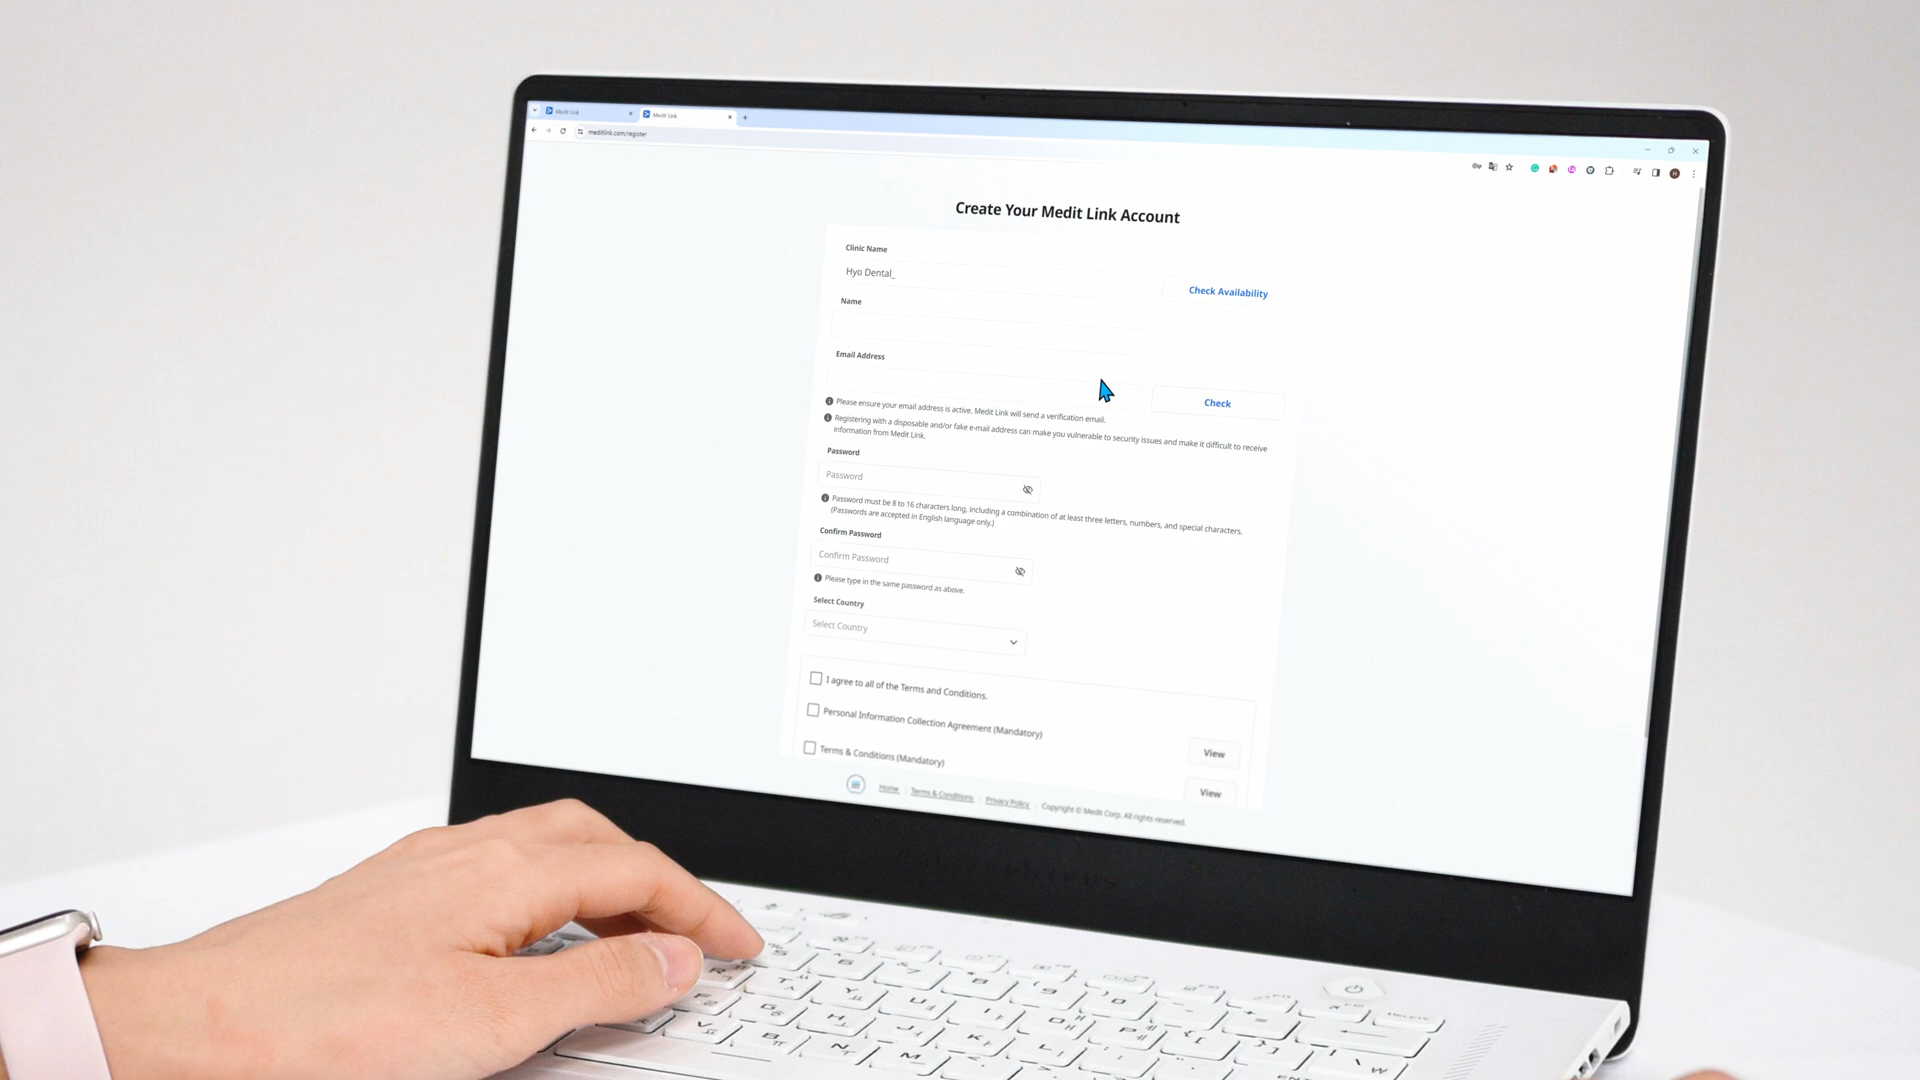 Medit Link
Medit Link
meditlink.com/register
Create Your Medit Link Account
Clinic Name
Hyo Dental_
Check Availability
Name
Email Address
Check
Please ensure your email address is active. Medit Link will send a verification email.
Registering with a disposable and/or fake e-mail address can make you vulnerable to security issues and make it difficult to receive
information from Medit Link.
Password
Password
Password must be 8 to 16 characters long, including a combination of at least three letters, numbers, and special characters.
(Passwords are accepted in English language only.)
Confirm Password
Confirm Password
Please type in the same password as above.
Select Country
Select Country
I agree to all of the Terms and Conditions.
Personal Information Collection Agreement (Mandatory)
View
Terms & Conditions (Mandatory)
View
Home Terms & Conditions Privacy Policy Copyright © Medit Corp. All rights reserved.